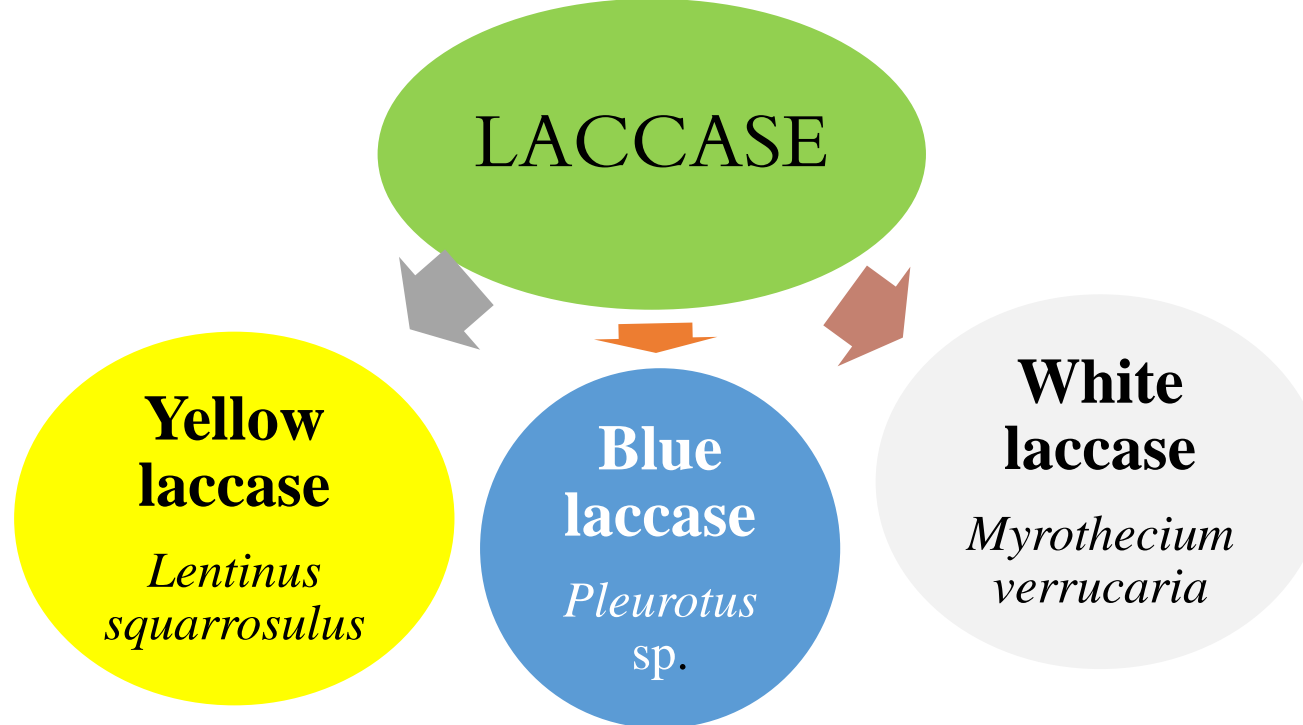 LACCASE
Yellow
laccase
Lentinus
squarrosulus
Blue
laccase
Pleurotus
sp.
White
laccase
Myrothecium
verrucaria